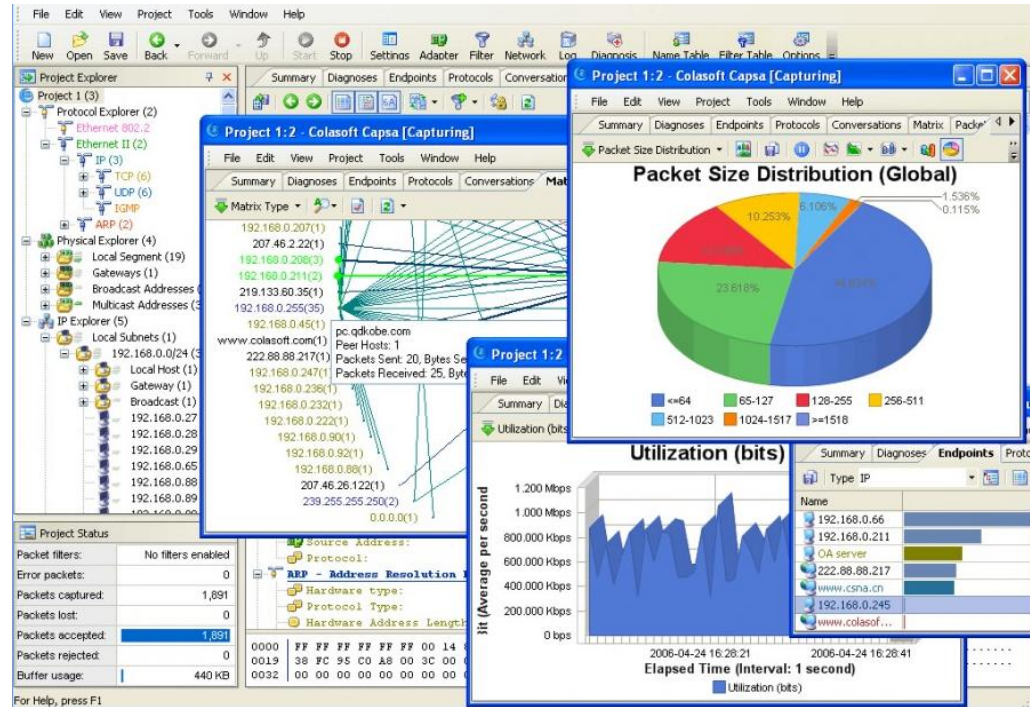 File Edit View Project Tools Window Help
New Open Save Back Forward Up Start Stop Settings Adapter Filter Network Log Diagnosis Name Table Filter Table Options
Project Explorer
Project 1 (3)
Protocol Explorer (2)
Ethernet 802.2
Ethernet II (2)
IP (3)
TCP (6)
UDP (6)
IGMP
ARP (2)
Physical Explorer (4)
Local Segment (19)
Gateways (1)
Broadcast Addresses (
Multicast Addresses (3
IP Explorer (5)
Local Subnets (1)
192.168.0.0/24 (3
Local Host (1)
Gateway (1)
Broadcast (1)
192.168.0.27
192.168.0.28
192.168.0.29
192.168.0.65
192.168.0.88
192.168.0.89
Project Status
Packet filters: No filters enabled
Error packets: 0
Packets captured: 1,891
Packets lost: 0
Packets accepted: 1,891
Packets rejected: 0
Buffer usage: 440 KB
For Help, press F1
Summary Diagnoses Endpoints Protocols Conversation
Project 1:2 - Colasoft Capsa [Capturing]
File Edit View Project Tools Window Help
Summary Diagnoses Endpoints Protocols Conversations Mat
Matrix Type
192.168.0.207(1)
207.46.2.22(1)
192.168.0.208(3)
192.168.0.211(2)
219.133.60.35(1)
192.168.0.255(35)
192.168.0.45(1)
www.colasoft.com(1)
222.88.88.217(1)
192.168.0.247(1)
192.168.0.236(1)
192.168.0.232(1)
192.168.0.222(1)
192.168.0.90(1)
192.168.0.92(1)
192.168.0.88(1)
207.46.26.122(1)
239.255.255.250(2)
0.0.0.0(1)
pc.qdkobe.com
Peer Hosts: 1
Packets Sent: 20, Bytes Se
Packets Received: 25, Byte
Source Address:
Protocol:
ARP - Address Resolution
Hardware type:
Protocol Type:
Hardware Address Length
0000 FF FF FF FF FF FF 00 14
0019 38 FC 95 C0 A8 00 3C 00
0032 00 00 00 00 00 00 00
Project 1:2 - Colasoft Capsa [Capturing]
File Edit View Project Tools Window Help
Summary Diagnoses Endpoints Protocols Conversations Matrix Packet
Packet Size Distribution
Packet Size Distribution (Global)
1.536%
0.115%
6.106%
10.253%
23.618%
<=64 65-127 128-255 256-511
512-1023 1024-1517 >=1518
Project 1:2
File Edit
Summary
Utilization (bits
Utilization (bits)
Bit (Average per second
1.200 Mbps
1.000 Mbps
800.000 Kbps
600.000 Kbps
400.000 Kbps
200.000 Kbps
0 bps
2006-04-24 16:28:21 2006-04-24 16:28:41
Elapsed Time (Interval: 1 second)
Utilization (bits)
Summary Diagnoses Endpoints Proto
Type IP
Name
192.168.0.66
192.168.0.211
OA server
222.88.88.217
www.csna.cn
192.168.0.245
www.colasof...